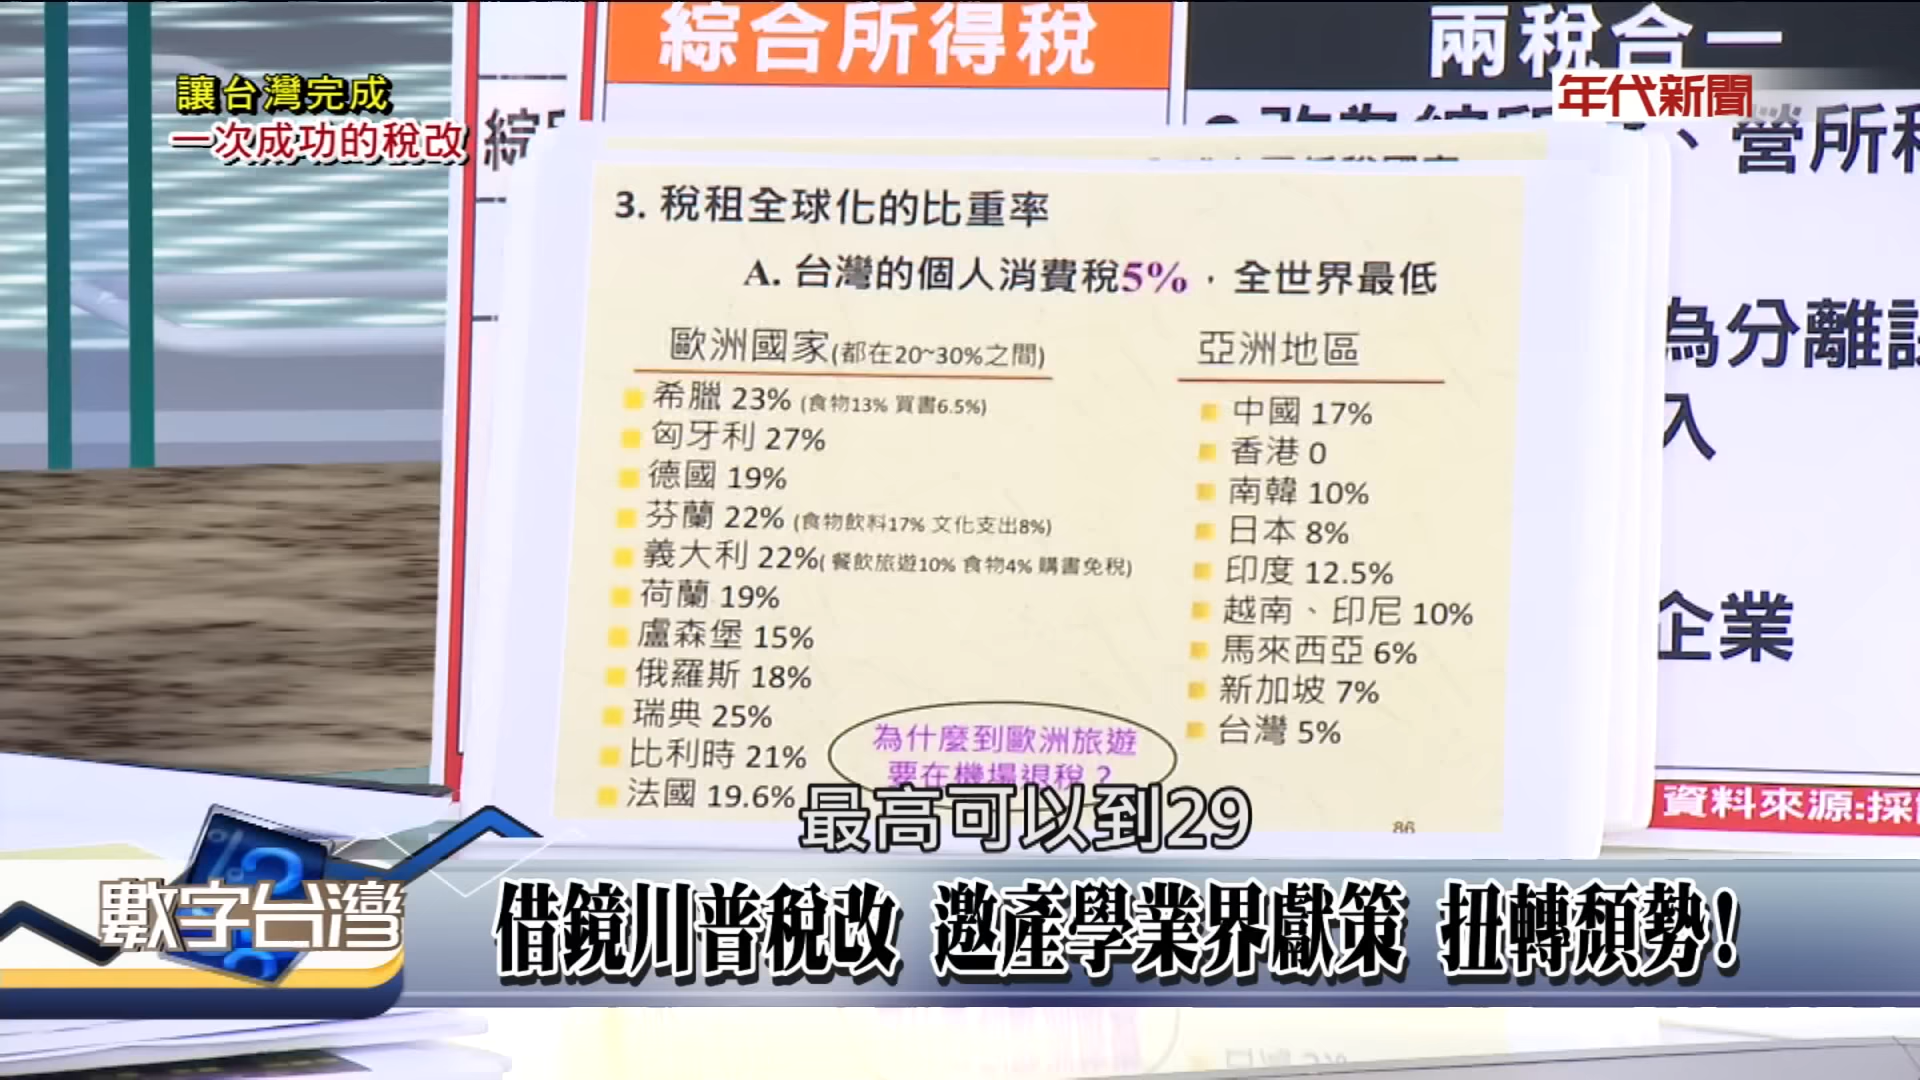 綜合所得稅
兩稅合一
讓台灣完成
一次成功的稅改
年代新聞
、營所稅
3. 稅租全球化的比重率
A. 台灣的個人消費稅5%，全世界最低
歐洲國家(都在20~30%之間)
希臘 23% (食物13% 買書6.5%)
匈牙利 27%
德國 19%
芬蘭 22% (食物飲料17% 文化支出8%)
義大利 22%( 餐飲旅遊10% 食物4% 購書免稅)
荷蘭 19%
盧森堡 15%
俄羅斯 18%
瑞典 25%
比利時 21%
法國 19.6%
亞洲地區
中國 17%
香港 0
南韓 10%
日本 8%
印度 12.5%
越南、印尼 10%
馬來西亞 6%
新加坡 7%
台灣 5%
為什麼到歐洲旅遊
要在機場退稅？
86
為分離課
入
企業
資料來源:採
最高可以到29
數字台灣
借鏡川普稅改 邀產學業界獻策 扭轉頹勢!